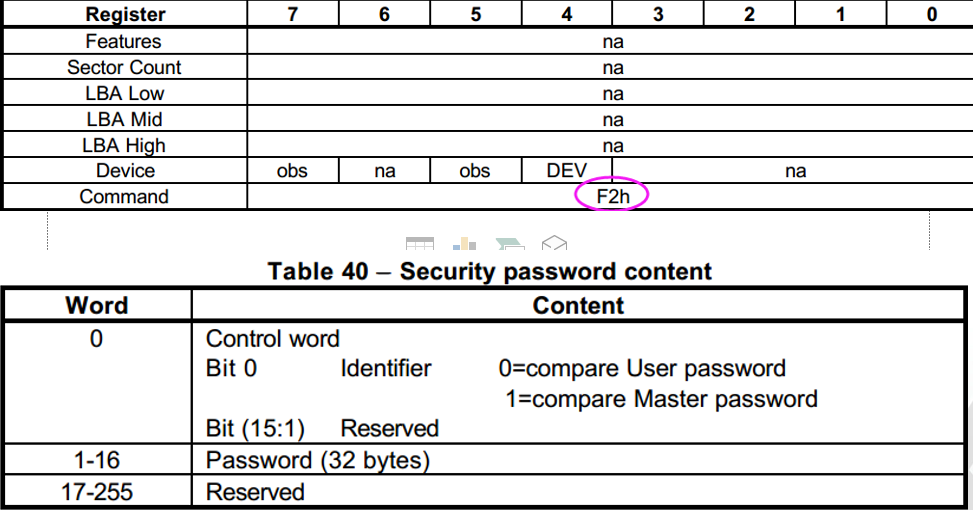 Register 7 6 5 4 3 2 1 0
Features na
Sector Count na
LBA Low na
LBA Mid na
LBA High na
Device obs na obs DEV na
Command F2h
Table 40 – Security password content
Word Content
0 Control word
Bit 0 Identifier 0=compare User password
1=compare Master password
Bit (15:1) Reserved
1-16 Password (32 bytes)
17-255 Reserved